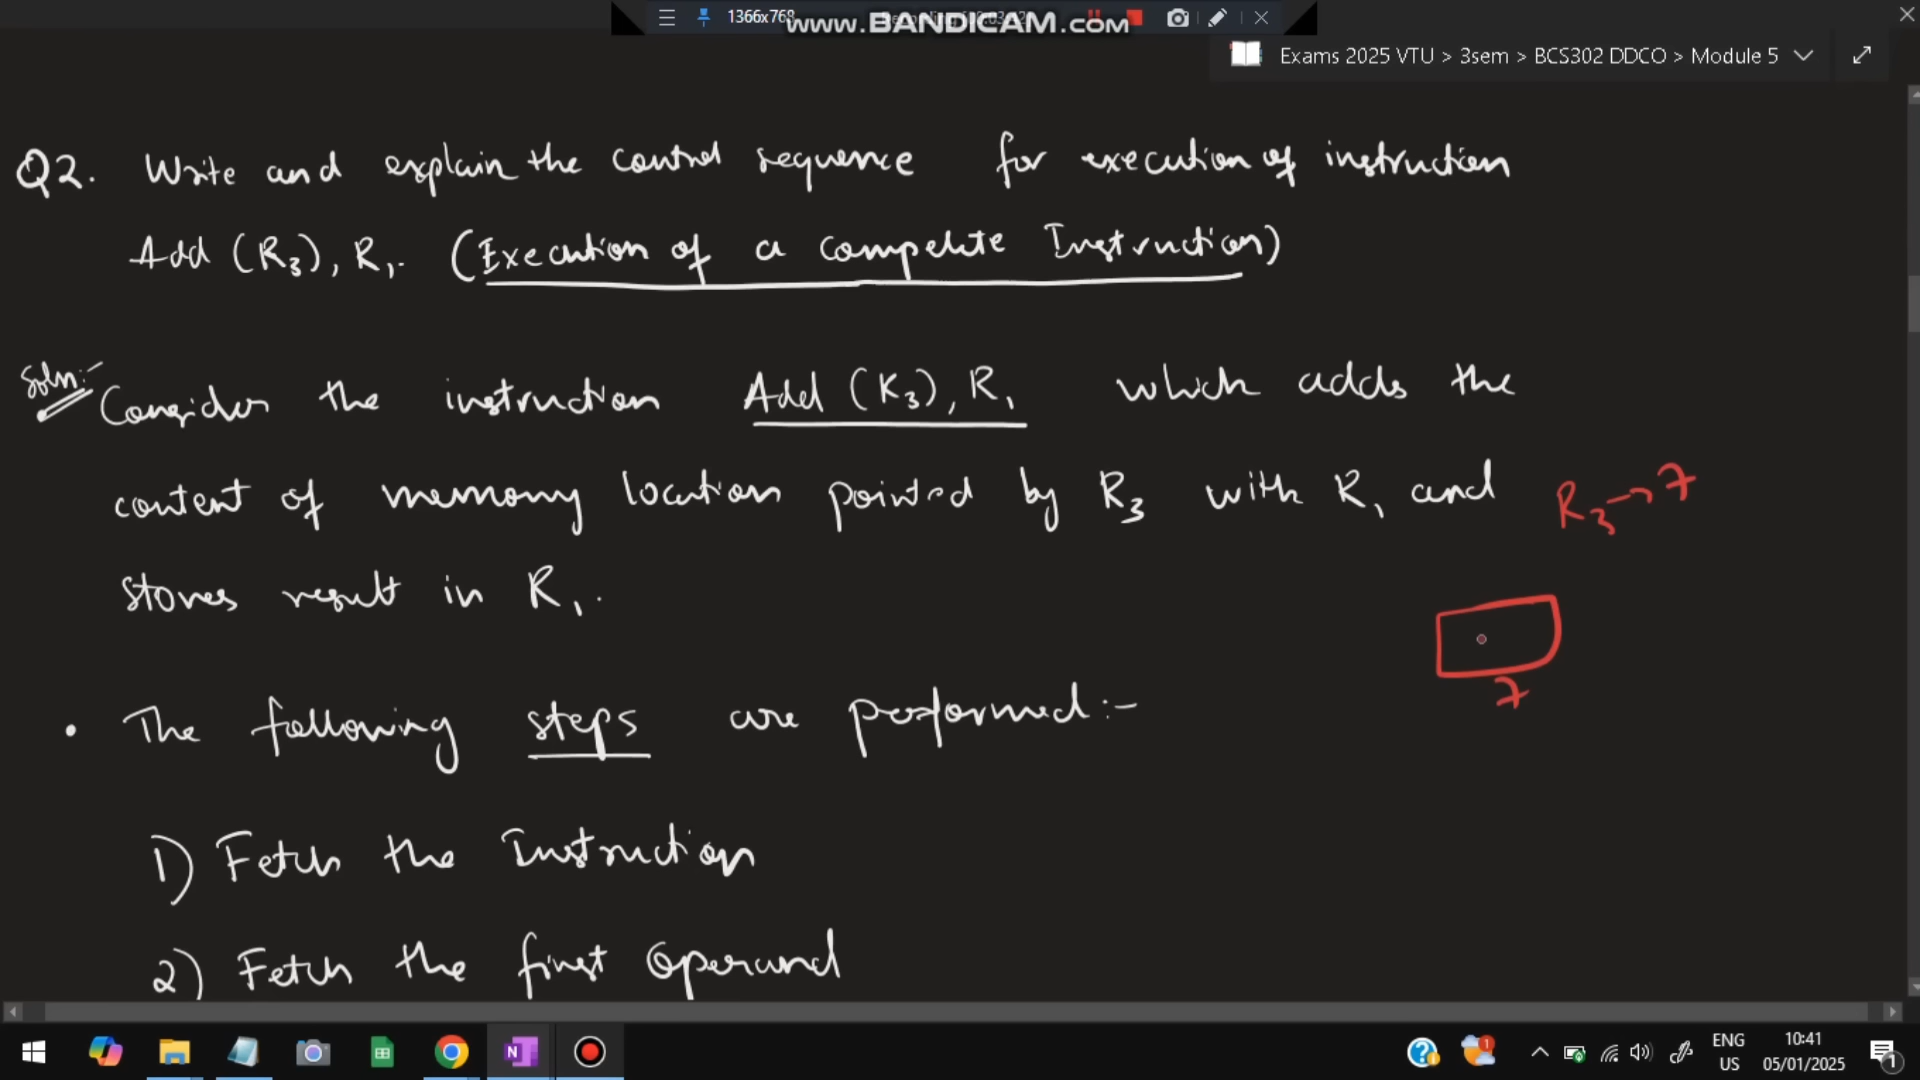 1366x768
www.BANDICAM.com
Exams 2025 VTU > 3sem > BCS302 DDCO > Module 5
Q2. Write and explain the control sequence for execution of instruction
Add (R3), R1. (Execution of a compelete Instruction)
Soln:-
Consider the instruction Add (R3), R1 which adds the
content of memory location pointed by R3 with R1 and
R3 → 7
stores result in R1.
7
• The following steps are performed:-
1) Fetch the Instruction
2) Fetch the first Operand
ENG
US
10:41
05/01/2025
1